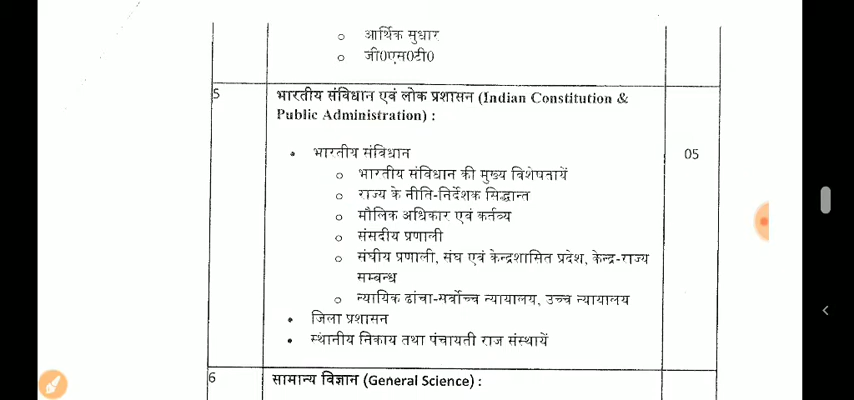 आर्थिक सुधार
जी0एस0टी0
5
भारतीय संविधान एवं लोक प्रशासन (Indian Constitution &
Public Administration) :
भारतीय संविधान
05
भारतीय संविधान की मुख्य विशेषतायें
राज्य के नीति-निर्देशक सिद्धान्त
मौलिक अधिकार एवं कर्तव्य
संसदीय प्रणाली
संघीय प्रणाली, संघ एवं केन्द्रशासित प्रदेश, केन्द्र-राज्य
सम्बन्ध
न्यायिक ढांचा-सर्वोच्च न्यायालय, उच्च न्यायालय
जिला प्रशासन
स्थानीय निकाय तथा पंचायती राज संस्थायें
6
सामान्य विज्ञान (General Science) :